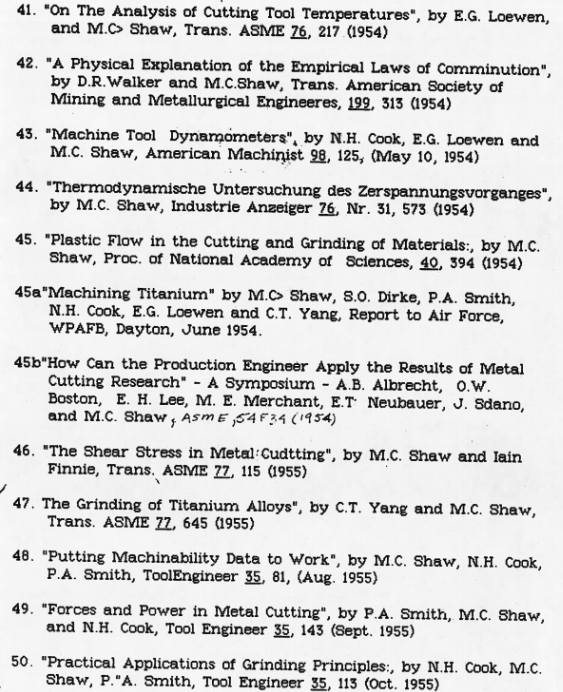 41. "On The Analysis of Cutting Tool Temperatures", by E.G. Loewen,
and M.C> Shaw, Trans. ASME 76, 217 (1954)
42. "A Physical Explanation of the Empirical Laws of Comminution",
by D.R.Walker and M.C.Shaw, Trans. American Society of
Mining and Metallurgical Engineeres, 199, 313 (1954)
43. "Machine Tool Dynamometers", by N.H. Cook, E.G. Loewen and
M.C. Shaw, American Machinist 98, 125, (May 10, 1954)
44. "Thermodynamische Untersuchung des Zerspannungsvorganges",
by M.C. Shaw, Industrie Anzeiger 76, Nr. 31, 573 (1954)
45. "Plastic Flow in the Cutting and Grinding of Materials:, by M.C.
Shaw, Proc. of National Academy of Sciences, 40, 394 (1954)
45a"Machining Titanium" by M.C> Shaw, S.O. Dirke, P.A. Smith,
N.H. Cook, E.G. Loewen and C.T. Yang, Report to Air Force,
WPAFB, Dayton, June 1954.
45b"How Can the Production Engineer Apply the Results of Metal
Cutting Research" - A Symposium - A.B. Albrecht, O.W.
Boston, E. H. Lee, M. E. Merchant, E.T Neubauer, J. Sdano,
and M.C. Shaw, ASME, 54F34 (1954)
46. "The Shear Stress in Metal Cudtting", by M.C. Shaw and Iain
Finnie, Trans. ASME 77, 115 (1955)
47. The Grinding of Titanium Alloys", by C.T. Yang and M.C. Shaw,
Trans. ASME 77, 645 (1955)
48. "Putting Machinability Data to Work", by M.C. Shaw, N.H. Cook,
P.A. Smith, ToolEngineer 35, 81, (Aug. 1955)
49. "Forces and Power in Metal Cutting", by P.A. Smith, M.C. Shaw,
and N.H. Cook, Tool Engineer 35, 143 (Sept. 1955)
50. "Practical Applications of Grinding Principles:, by N.H. Cook, M.C.
Shaw, P."A. Smith, Tool Engineer 35, 113 (Oct. 1955)